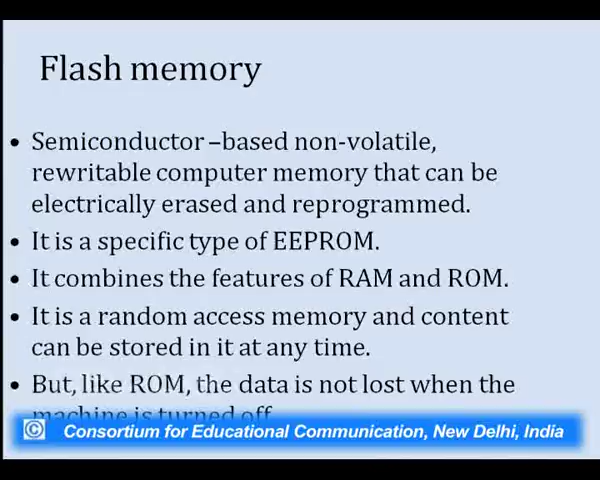 Flash memory
• Semiconductor –based non-volatile,
rewritable computer memory that can be
electrically erased and reprogrammed.
• It is a specific type of EEPROM.
• It combines the features of RAM and ROM.
• It is a random access memory and content
can be stored in it at any time.
• But, like ROM, the data is not lost when the
machine is turned off
© Consortium for Educational Communication, New Delhi, India